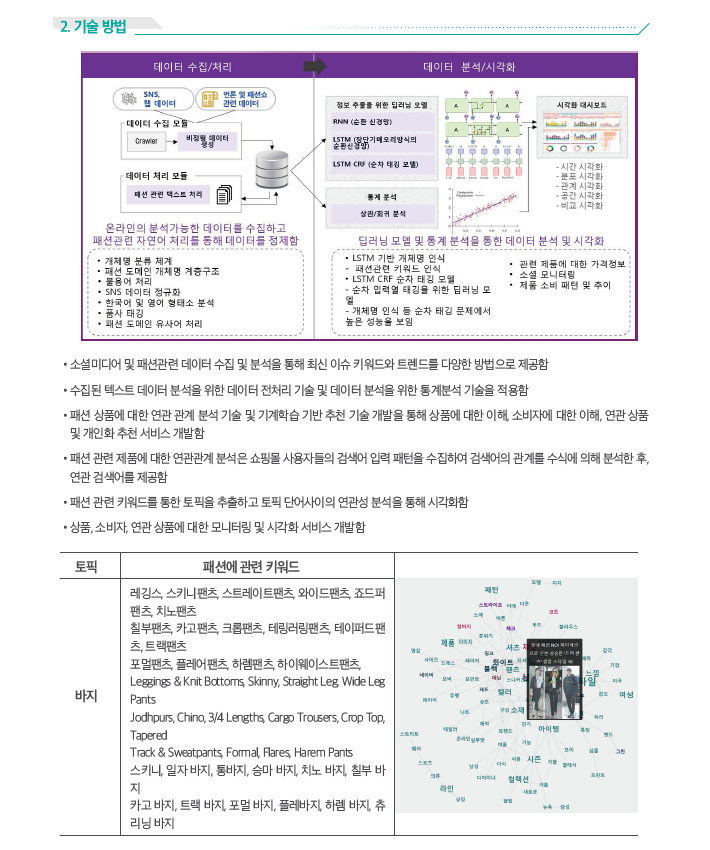 2. 기술 방법
데이터 수집/처리
데이터 분석/시각화
SNS,
웹 데이터
언론 및 패션쇼
관련 데이터
데이터 수집 모듈
Crawler
비정형 데이터
생성
데이터 처리 모듈
패션 관련 텍스트 처리
온라인의 분석가능한 데이터를 수집하고
패션관련 자연어 처리를 통해 데이터를 정제함
• 개체명 분류 체계
• 패션 도메인 개체명 계층구조
• 불용어 처리
• SNS 데이터 정규화
• 한국어 및 영어 형태소 분석
• 품사 태깅
• 패션 도메인 유사어 처리
정보 추출을 위한 딥러닝 모델
RNN (순환 신경망)
LSTM (장단기메모리방식의
순환신경망)
LSTM CRF (순차 태깅 모델)
통계 분석
상관/회귀 분석
시각화 대시보드
- 시간 시각화
- 분포 시각화
- 관계 시각화
- 공간 시각화
- 비교 시각화
딥러닝 모델 및 통계 분석을 통한 데이터 분석 및 시각화
• LSTM 기반 개체명 인식
- 패션관련 키워드 인식
• LSTM CRF 순차 태깅 모델
- 순차 입력열 태깅을 위한 딥러닝 모
델
- 개체명 인식 등 순차 태깅 문제에서
높은 성능을 보임
• 관련 제품에 대한 가격정보
• 소셜 모니터링
• 제품 소비 패턴 및 추이
• 소셜미디어 및 패션관련 데이터 수집 및 분석을 통해 최신 이슈 키워드와 트렌드를 다양한 방법으로 제공함
• 수집된 텍스트 데이터 분석을 위한 데이터 전처리 기술 및 데이터 분석을 위한 통계분석 기술을 적용함
• 패션 상품에 대한 연관 관계 분석 기술 및 기계학습 기반 추천 기술 개발을 통해 상품에 대한 이해, 소비자에 대한 이해, 연관 상품
및 개인화 추천 서비스 개발함
• 패션 관련 제품에 대한 연관관계 분석은 쇼핑몰 사용자들의 검색어 입력 패턴을 수집하여 검색어의 관계를 수식에 의해 분석한 후,
연관 검색어를 제공함
• 패션 관련 키워드를 통한 토픽을 추출하고 토픽 단어사이의 연관성 분석을 통해 시각화함
• 상품, 소비자, 연관 상품에 대한 모니터링 및 시각화 서비스 개발함
토픽
패션에 관련 키워드
바지
레깅스, 스키니팬츠, 스트레이트팬츠, 와이드팬츠, 죠드퍼
팬츠, 치노팬츠
칠부팬츠, 카고팬츠, 크롭팬츠, 테링러링팬츠, 테이퍼드팬
츠, 트랙팬츠
포멀팬츠, 플레어팬츠, 하렘팬츠, 하이웨이스트팬츠,
Leggings & Knit Bottoms, Skinny, Straight Leg, Wide Leg
Pants
Jodhpurs, Chino, 3/4 Lengths, Cargo Trousers, Crop Top,
Tapered
Track & Sweatpants, Formal, Flares, Harem Pants
스키니, 일자 바지, 통바지, 승마 바지, 치노 바지, 칠부 바
지
카고 바지, 트랙 바지, 포멀 바지, 플레바지, 하렘 바지, 츄
리닝 바지
패턴
스트라이프
체크
코트
블라우스
제품
이미지
셔츠
화이트
블랙
팬츠
느낌
컬러
소재
여성
아이템
시즌
컬렉션
라인
디자이너
트렌드
스포츠